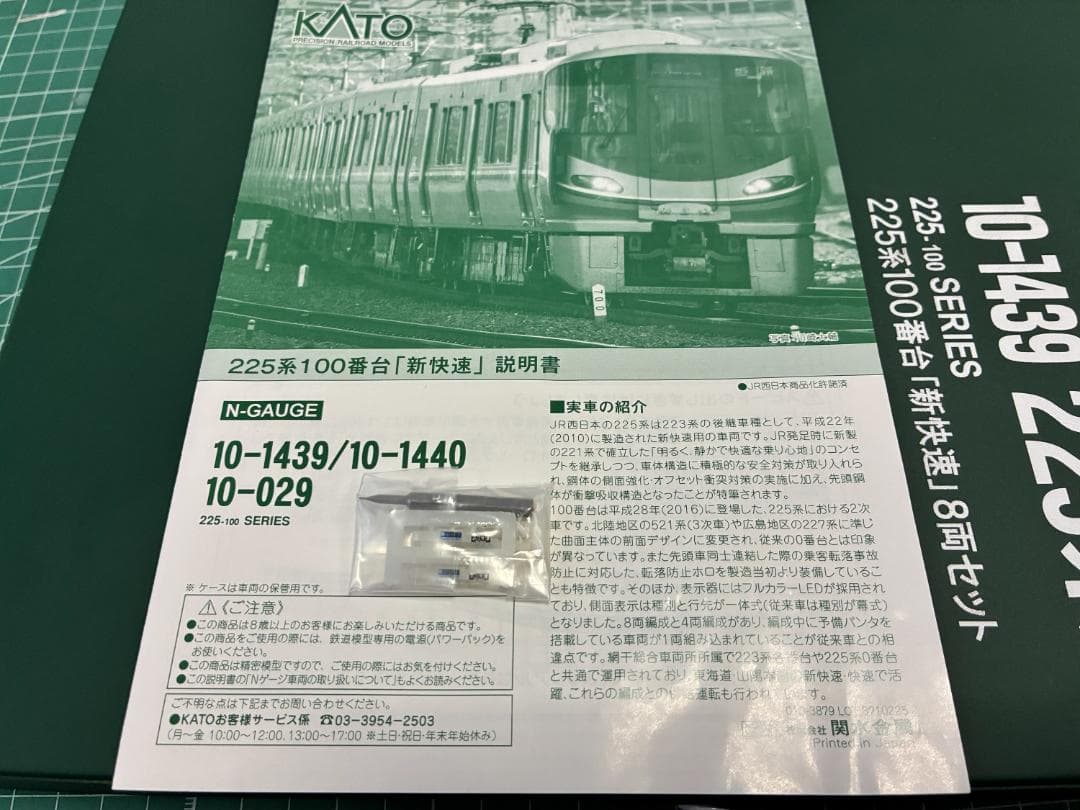 KATO
PRECISION RAILROAD MODELS
700
225系100番台「新快速」説明書
●JR西日本商品化許諾済
N-GAUGE
10-1439/10-1440
10-029
225-100 SERIES
※ ケースは車両の保管用です。
⚠《ご注意》
●この商品は8歳以上のお客様にお楽しみいただける商品です。
●この商品をご使用の際には、鉄道模型専用の電源(パワーパック)を
お使いください。
●この商品は精密模型ですので、ご使用の際にはお気を付けください。
●この説明書の「Nゲージ車両の取り扱いについて」もよくお読みください。
ご不明な点は下記までお問い合わせください。
●KATOお客様サービス係 ☎03-3954-2503
(月〜金 10:00〜12:00、13:00〜17:00 ※土日・祝日・年末年始休み)
■実車の紹介
JR西日本の225系は223系の後継車種として、平成22年
(2010)に製造された新快速用の車両です。JR発足時に新製
の221系で確立した「明るく、静かで快適な乗り心地」のコンセ
プトを継承しつつ、車体構造に積極的な安全対策が取り入れら
れ、鋼体の側面強化・オフセット衝突対策の実施に加え、先頭鋼
体が衝撃吸収構造となったことが特筆されます。
100番台は平成28年(2016)に登場した、225系における2次
車です。北陸地区の521系(3次車)や広島地区の227系に準じ
た曲面主体の前面デザインに変更され、従来の0番台とは印象
が異なっています。また先頭車同士連結した際の乗客転落事故
防止に対応した、転落防止ホロを製造当初より装備しているこ
とも特徴です。そのほか、表示器にはフルカラーLEDが採用され
ており、側面表示は種別と行先が一体式(従来車は種別が幕式)
となりました。8両編成と4両編成があり、編成中に予備パンタを
搭載している車両が1両組み込まれていることが従来車との相
違点です。網干総合車両所所属で223系各番台や225系0番台
と共通で運用されており、東海道・山陽本線の新快速・快速で活
躍、これらの編成との併結運転も行われています。
関水金属
Printed in Japan
10-1439 225系
225-100 SERIES
225系100番台「新快速」8両セット